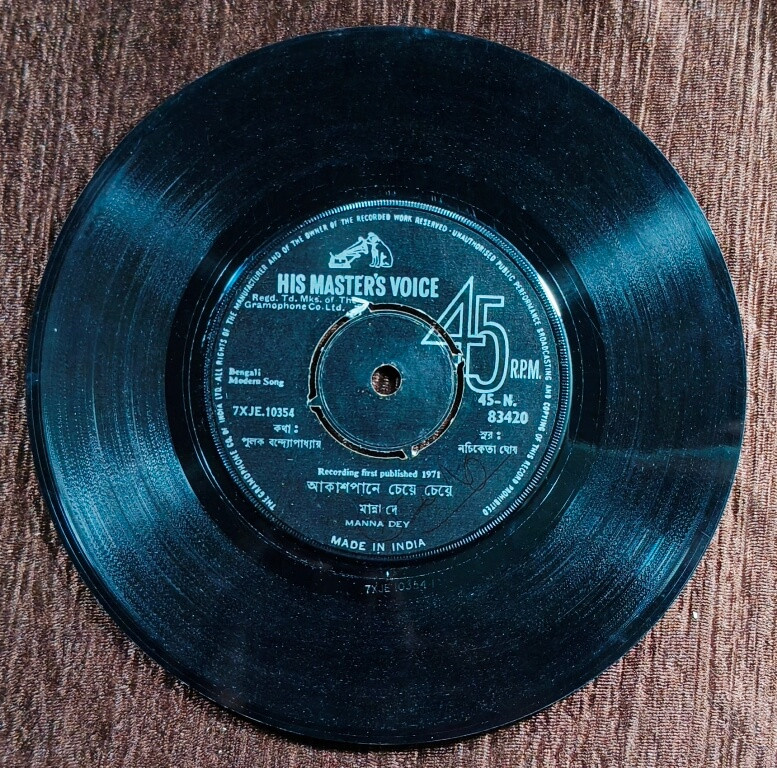 THE GRAMOPHONE CO. OF INDIA LTD. · ALL RIGHTS OF THE MANUFACTURER AND OF THE OWNER OF THE RECORDED WORK RESERVED · UNAUTHORISED PUBLIC PERFORMANCE BROADCASTING AND COPYING OF THIS RECORD PROHIBITED
HIS MASTER'S VOICE
Regd. Td. Mks. of The
Gramophone Co. Ltd.
45 R.P.M.
Bengali
Modern Song
45-N.
83420
7XJE.10354
কথা :
পুলক বন্দ্যোপাধ্যায়
সুর :
নচিকেতা ঘোষ
Recording first published 1971
আকাশপানে চেয়ে চেয়ে
মান্না দে
MANNA DEY
MADE IN INDIA
7XJE 10354